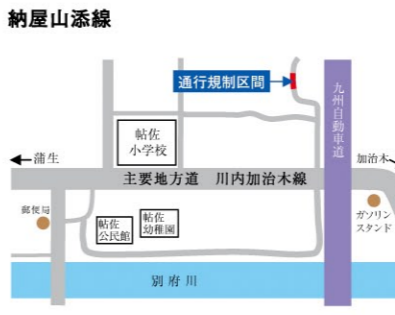 納屋山添線
通行規制区間
九州自動車道
帖佐
小学校
蒲生
加治木
主要地方道 川内加治木線
郵便局
帖佐
公民館
帖佐
幼稚園
ガソリン
スタンド
別府川